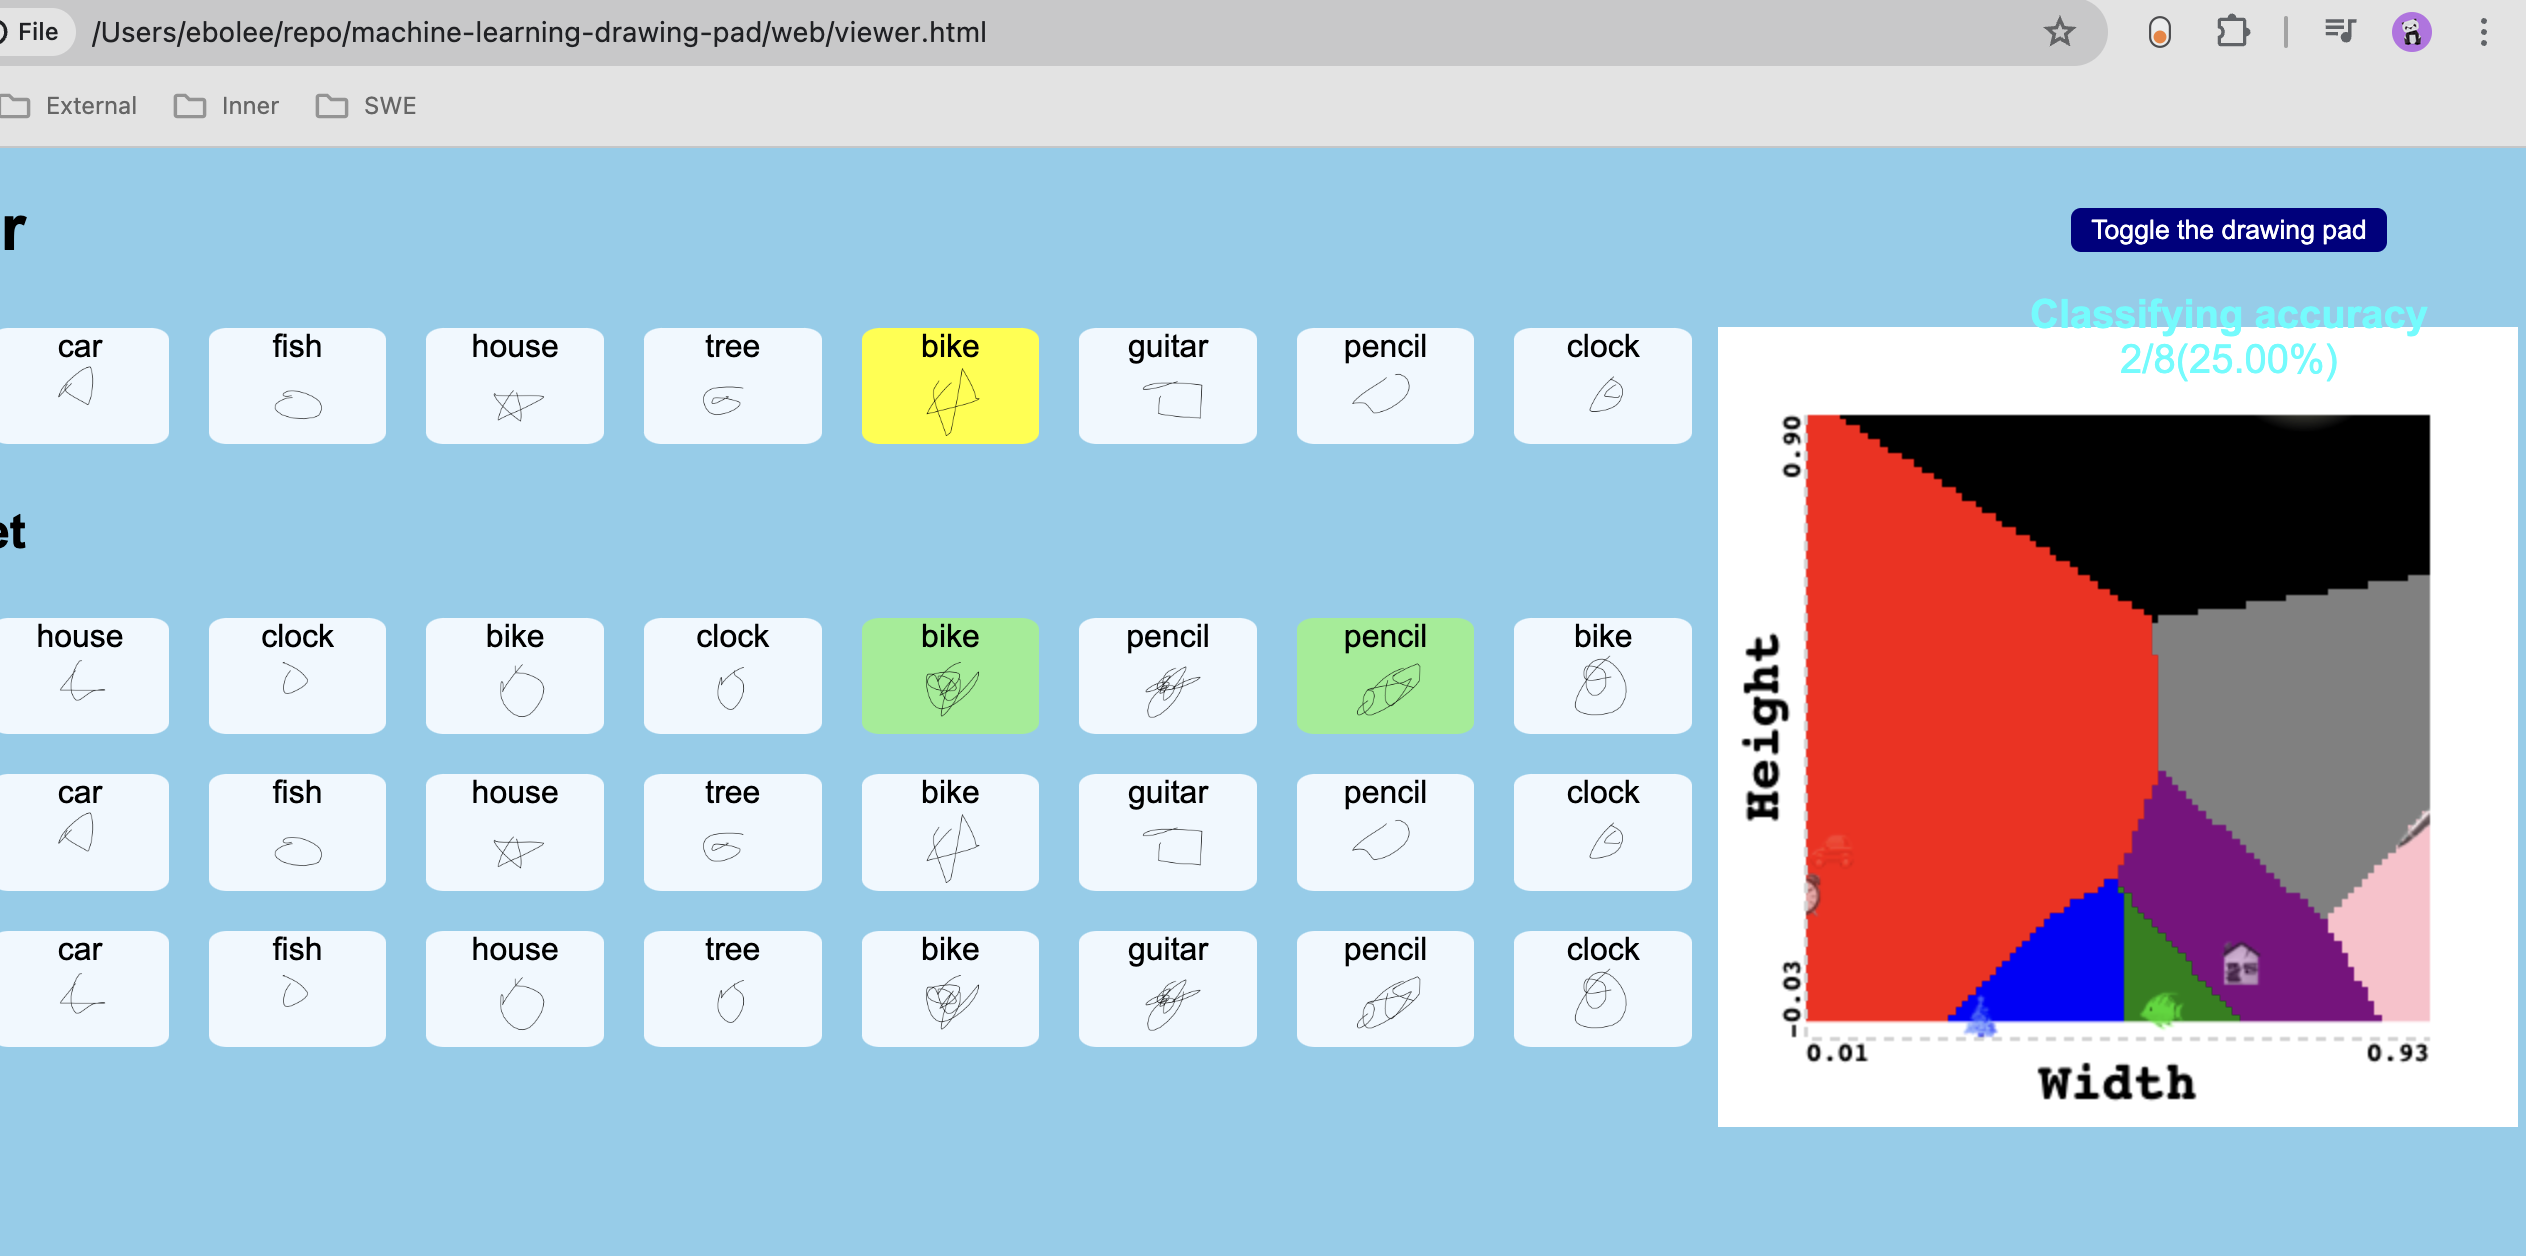 File /Users/ebolee/repo/machine-learning-drawing-pad/web/viewer.html
External Inner SWE
r
Toggle the drawing pad
Classifying accuracy
2/8(25.00%)
car fish house tree bike guitar pencil clock
et
house clock bike clock bike pencil pencil bike
car fish house tree bike guitar pencil clock
car fish house tree bike guitar pencil clock
0.90
Height
-0.03
0.01 0.93
Width